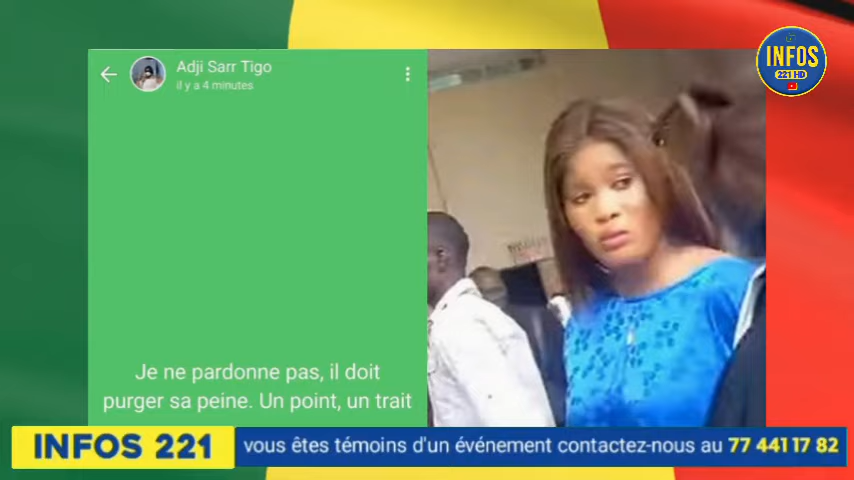 Adji Sarr Tigo
il y a 4 minutes
INFOS
221 HD
Je ne pardonne pas, il doit
purger sa peine. Un point, un trait
INFOS 221
vous êtes témoins d'un événement contactez-nous au 77 441 17 82